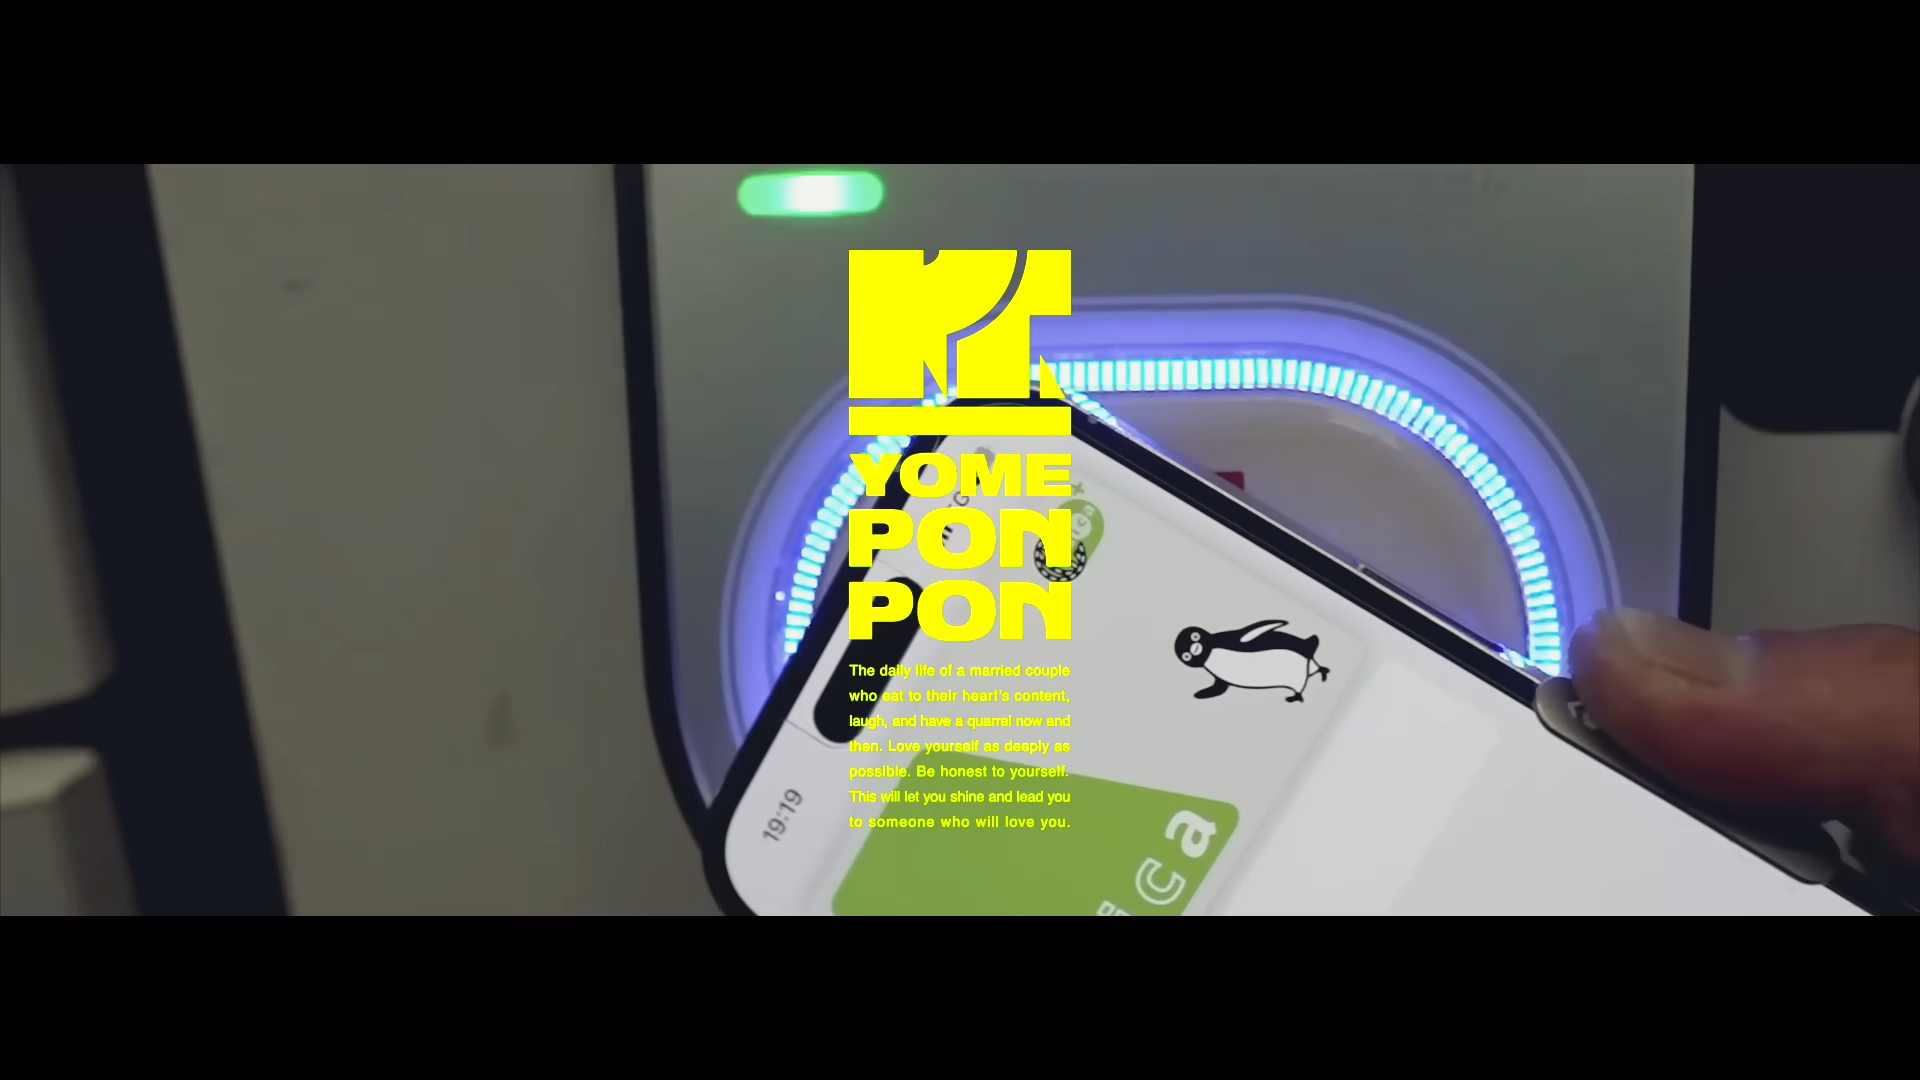 YOME
PON
PON
The daily life of a married couple
who eat to their heart's content,
laugh, and have a quarrel now and
then. Love yourself as deeply as
possible. Be honest to yourself.
This will let you shine and lead you
to someone who will love you.
19:19
ica